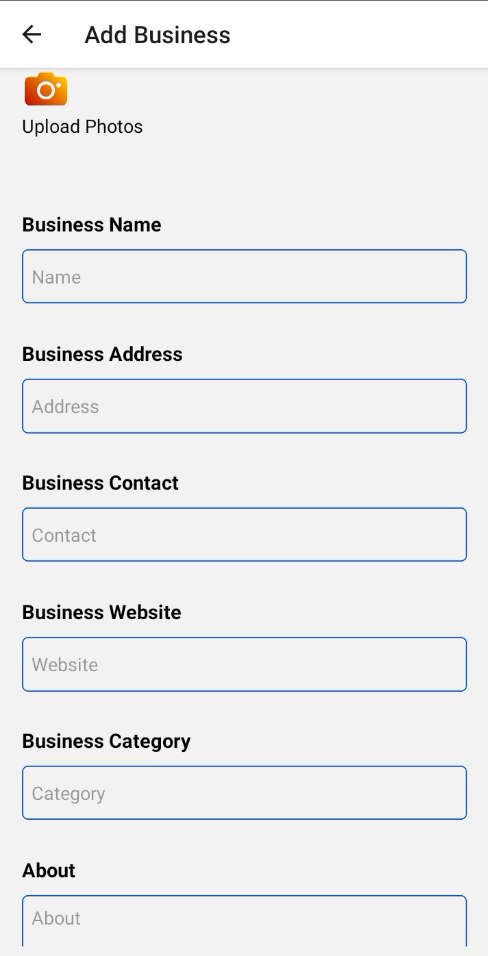 Add Business
Upload Photos
Business Name
Name
Business Address
Address
Business Contact
Contact
Business Website
Website
Business Category
Category
About
About